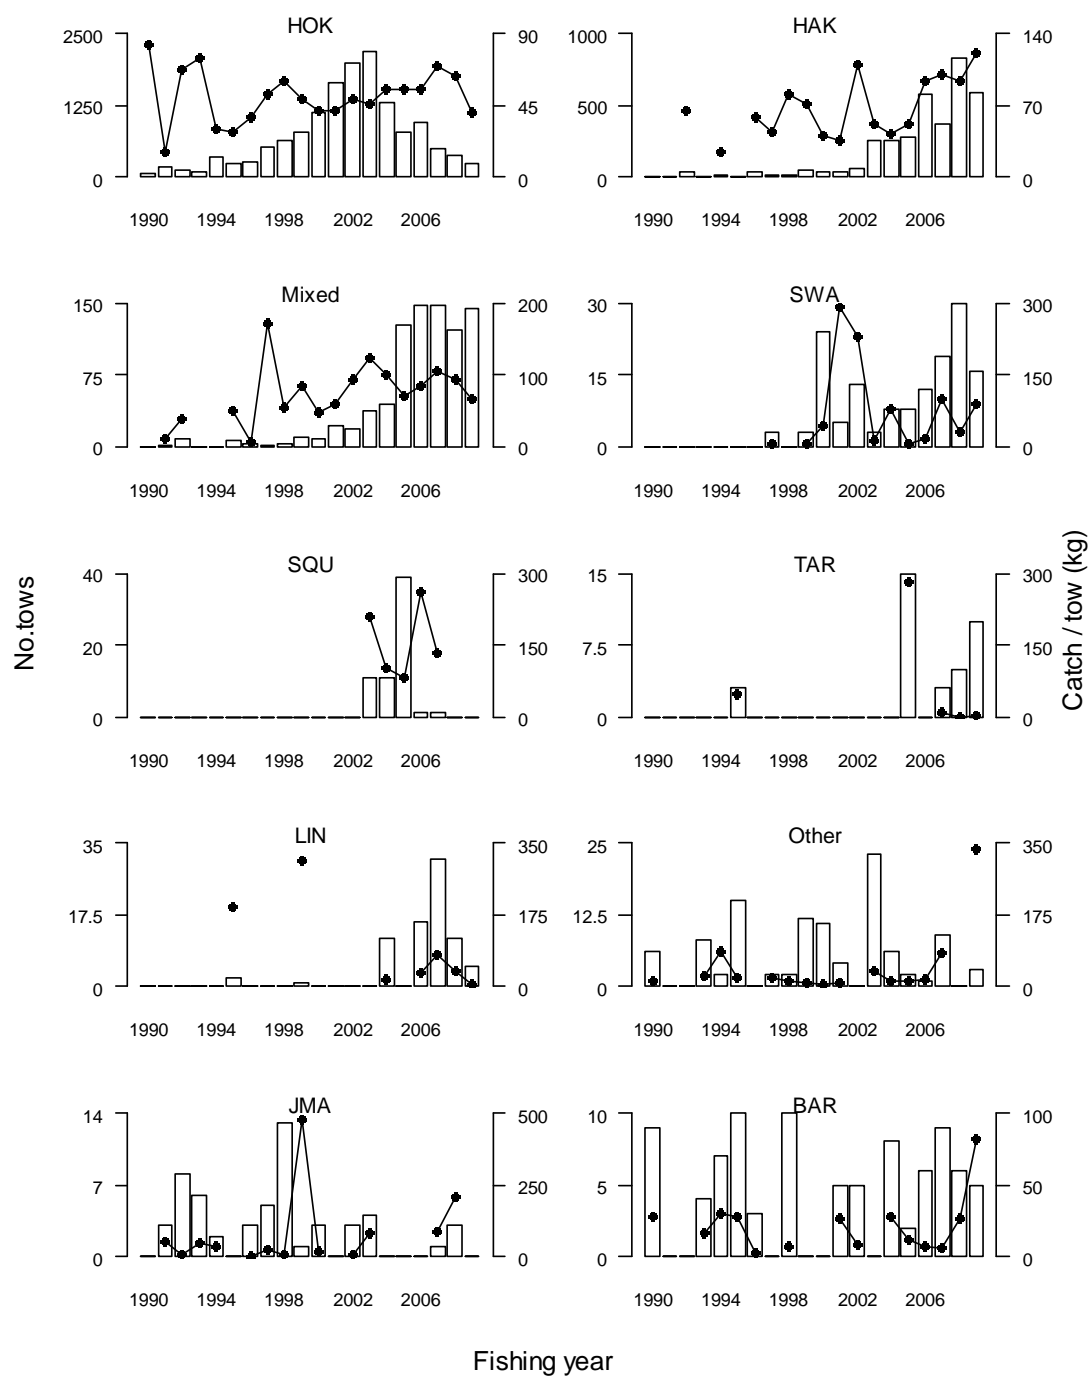 HOK
2500
1250
0
90
45
0
1990 1994 1998 2002 2006
HAK
1000
500
0
140
70
0
1990 1994 1998 2002 2006
Mixed
150
75
0
200
100
0
1990 1994 1998 2002 2006
SWA
30
15
0
300
150
0
1990 1994 1998 2002 2006
SQU
40
20
0
300
150
0
1990 1994 1998 2002 2006
TAR
15
7.5
0
300
150
0
1990 1994 1998 2002 2006
No.tows
Catch / tow (kg)
LIN
35
17.5
0
350
175
0
1990 1994 1998 2002 2006
Other
25
12.5
0
350
175
0
1990 1994 1998 2002 2006
JMA
14
7
0
500
250
0
1990 1994 1998 2002 2006
BAR
10
5
0
100
50
0
1990 1994 1998 2002 2006
Fishing year